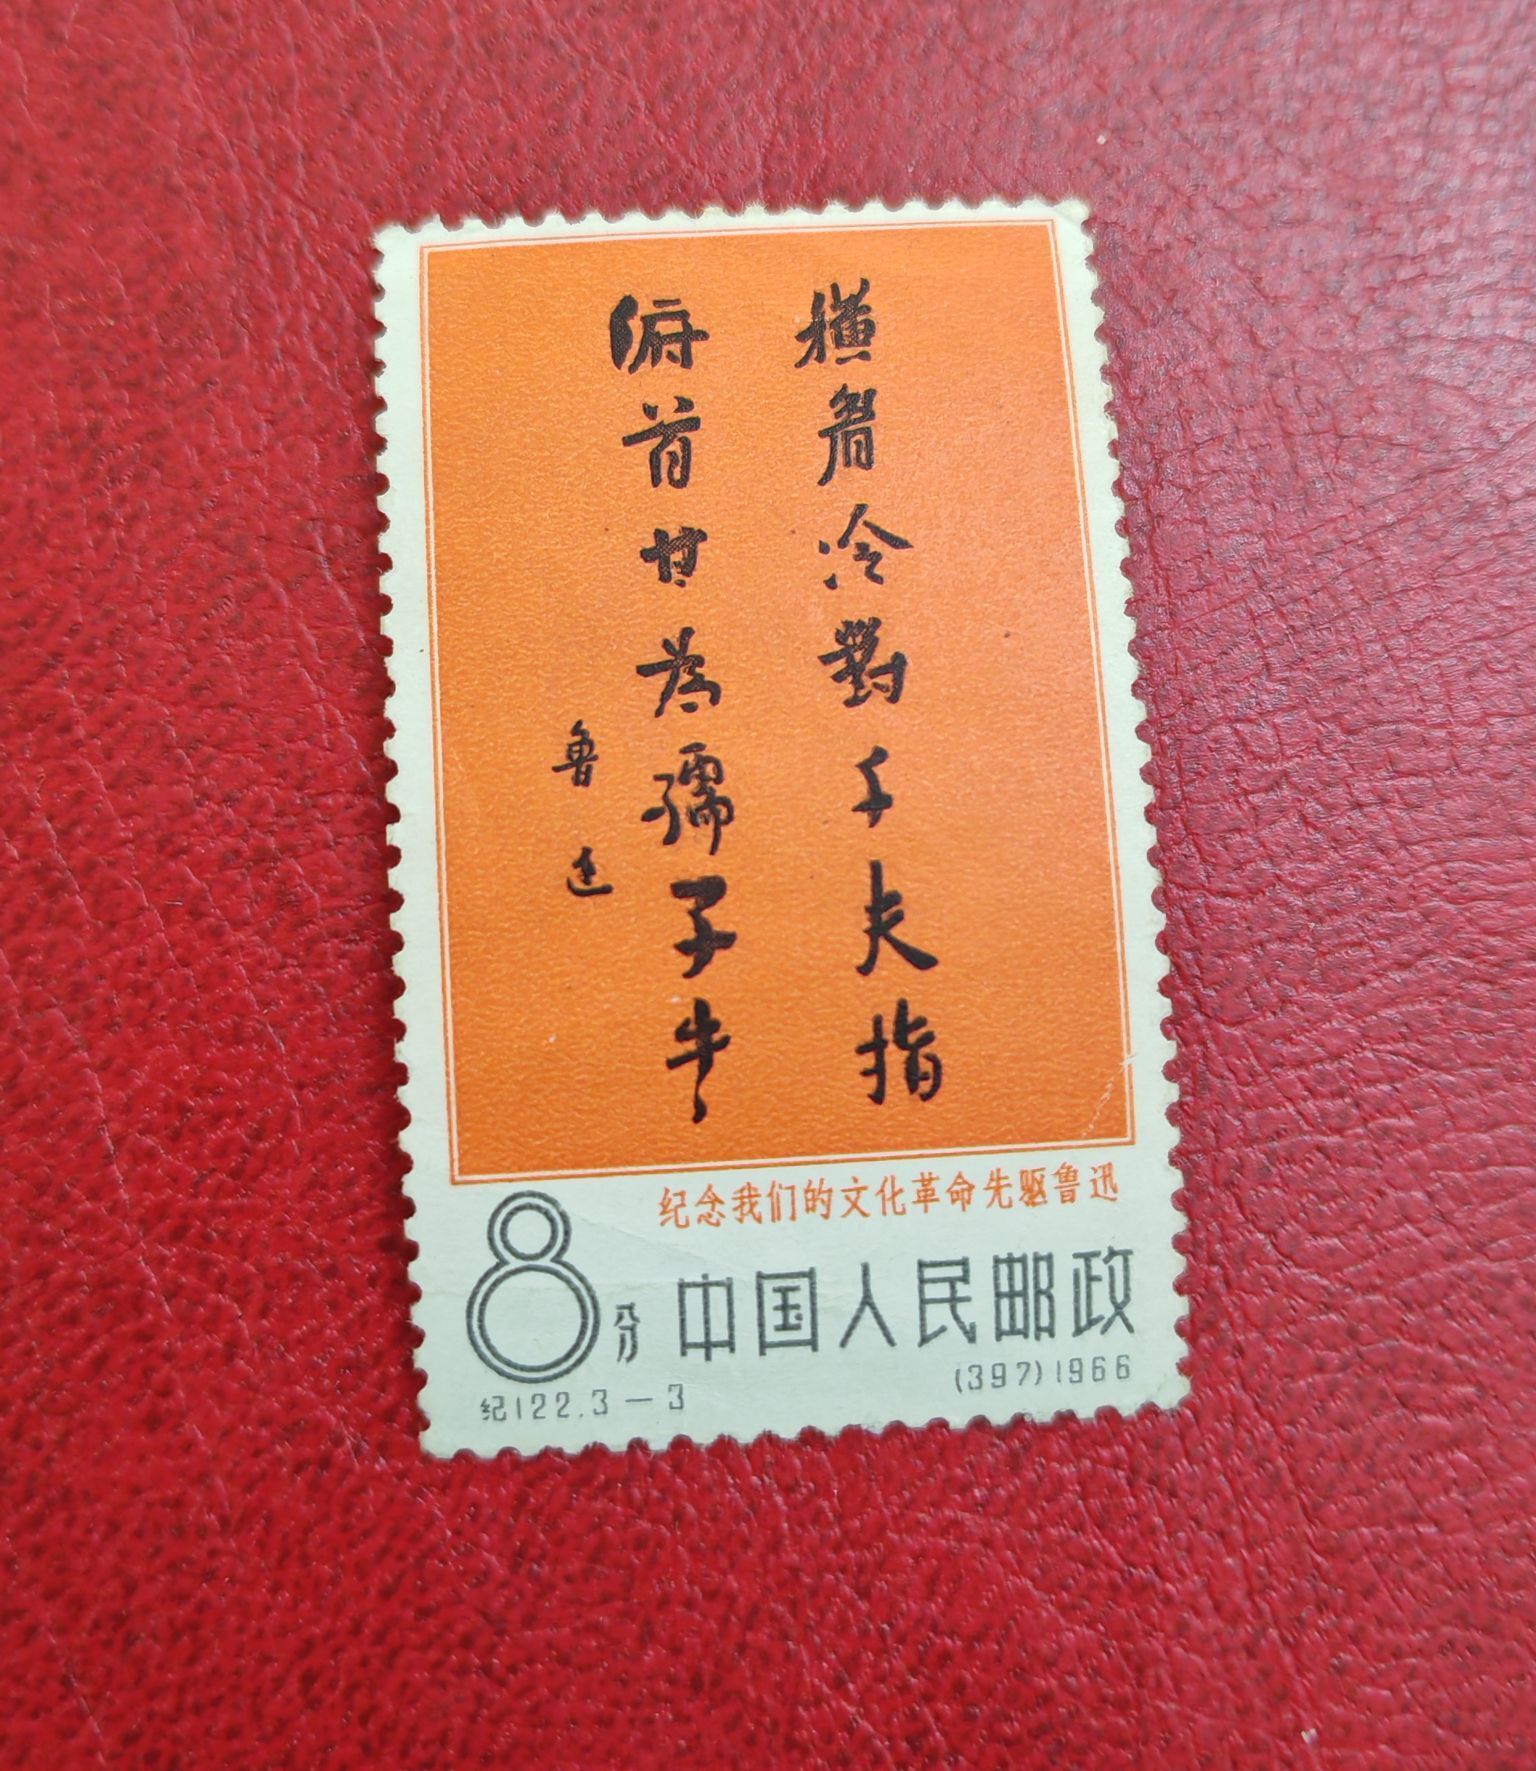 横眉冷對千夫指
俯首甘为孺子牛
鲁迅
纪念我们的文化革命先驱鲁迅
8分 中国人民邮政
纪122.3－3 (397)1966